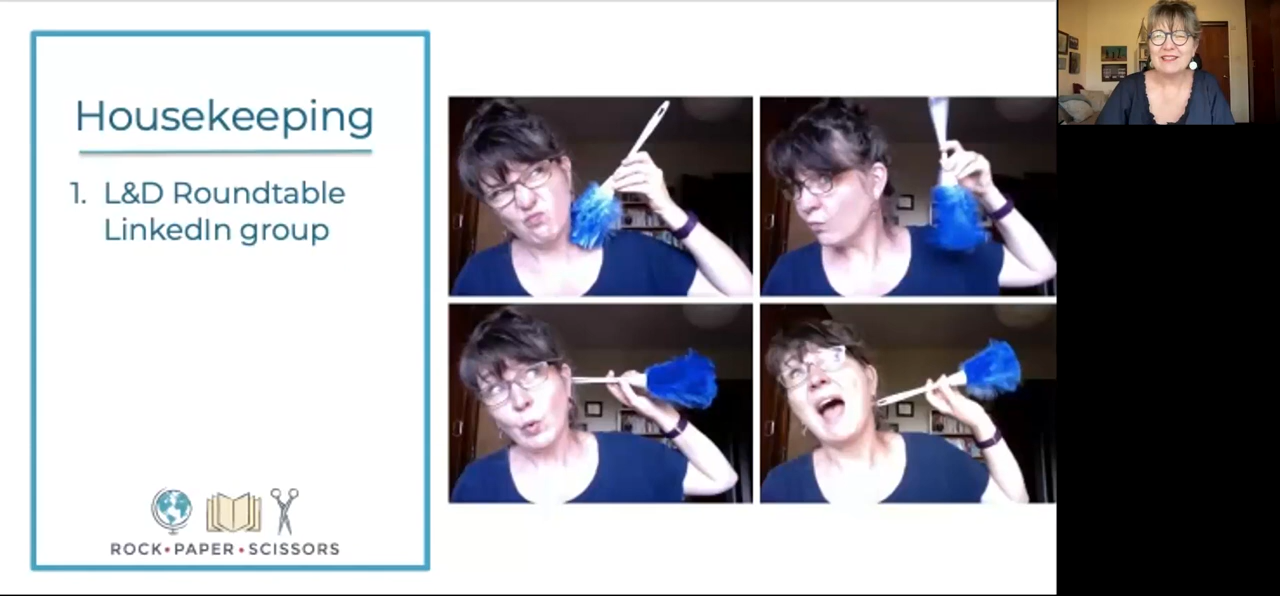 Housekeeping
1. L&D Roundtable
LinkedIn group
ROCK•PAPER•SCISSORS